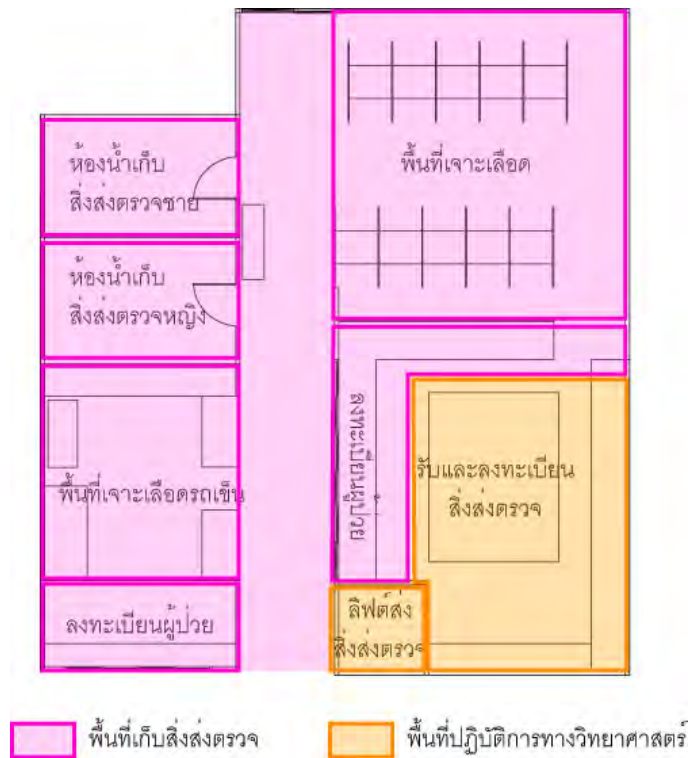 ห้องน้ำเก็บ
สิ่งส่งตรวจชาย
พื้นที่เจาะเลือด
ห้องน้ำเก็บ
สิ่งส่งตรวจหญิง
พื้นที่เจาะเลือดรถเข็น
ลงทะเบียนผู้ป่วย
รับและลงทะเบียน
สิ่งส่งตรวจ
ลงทะเบียนผู้ป่วย
ลิฟต์ส่ง
สิ่งส่งตรวจ
พื้นที่เก็บสิ่งส่งตรวจ
พื้นที่ปฏิบัติการทางวิทยาศาสตร์